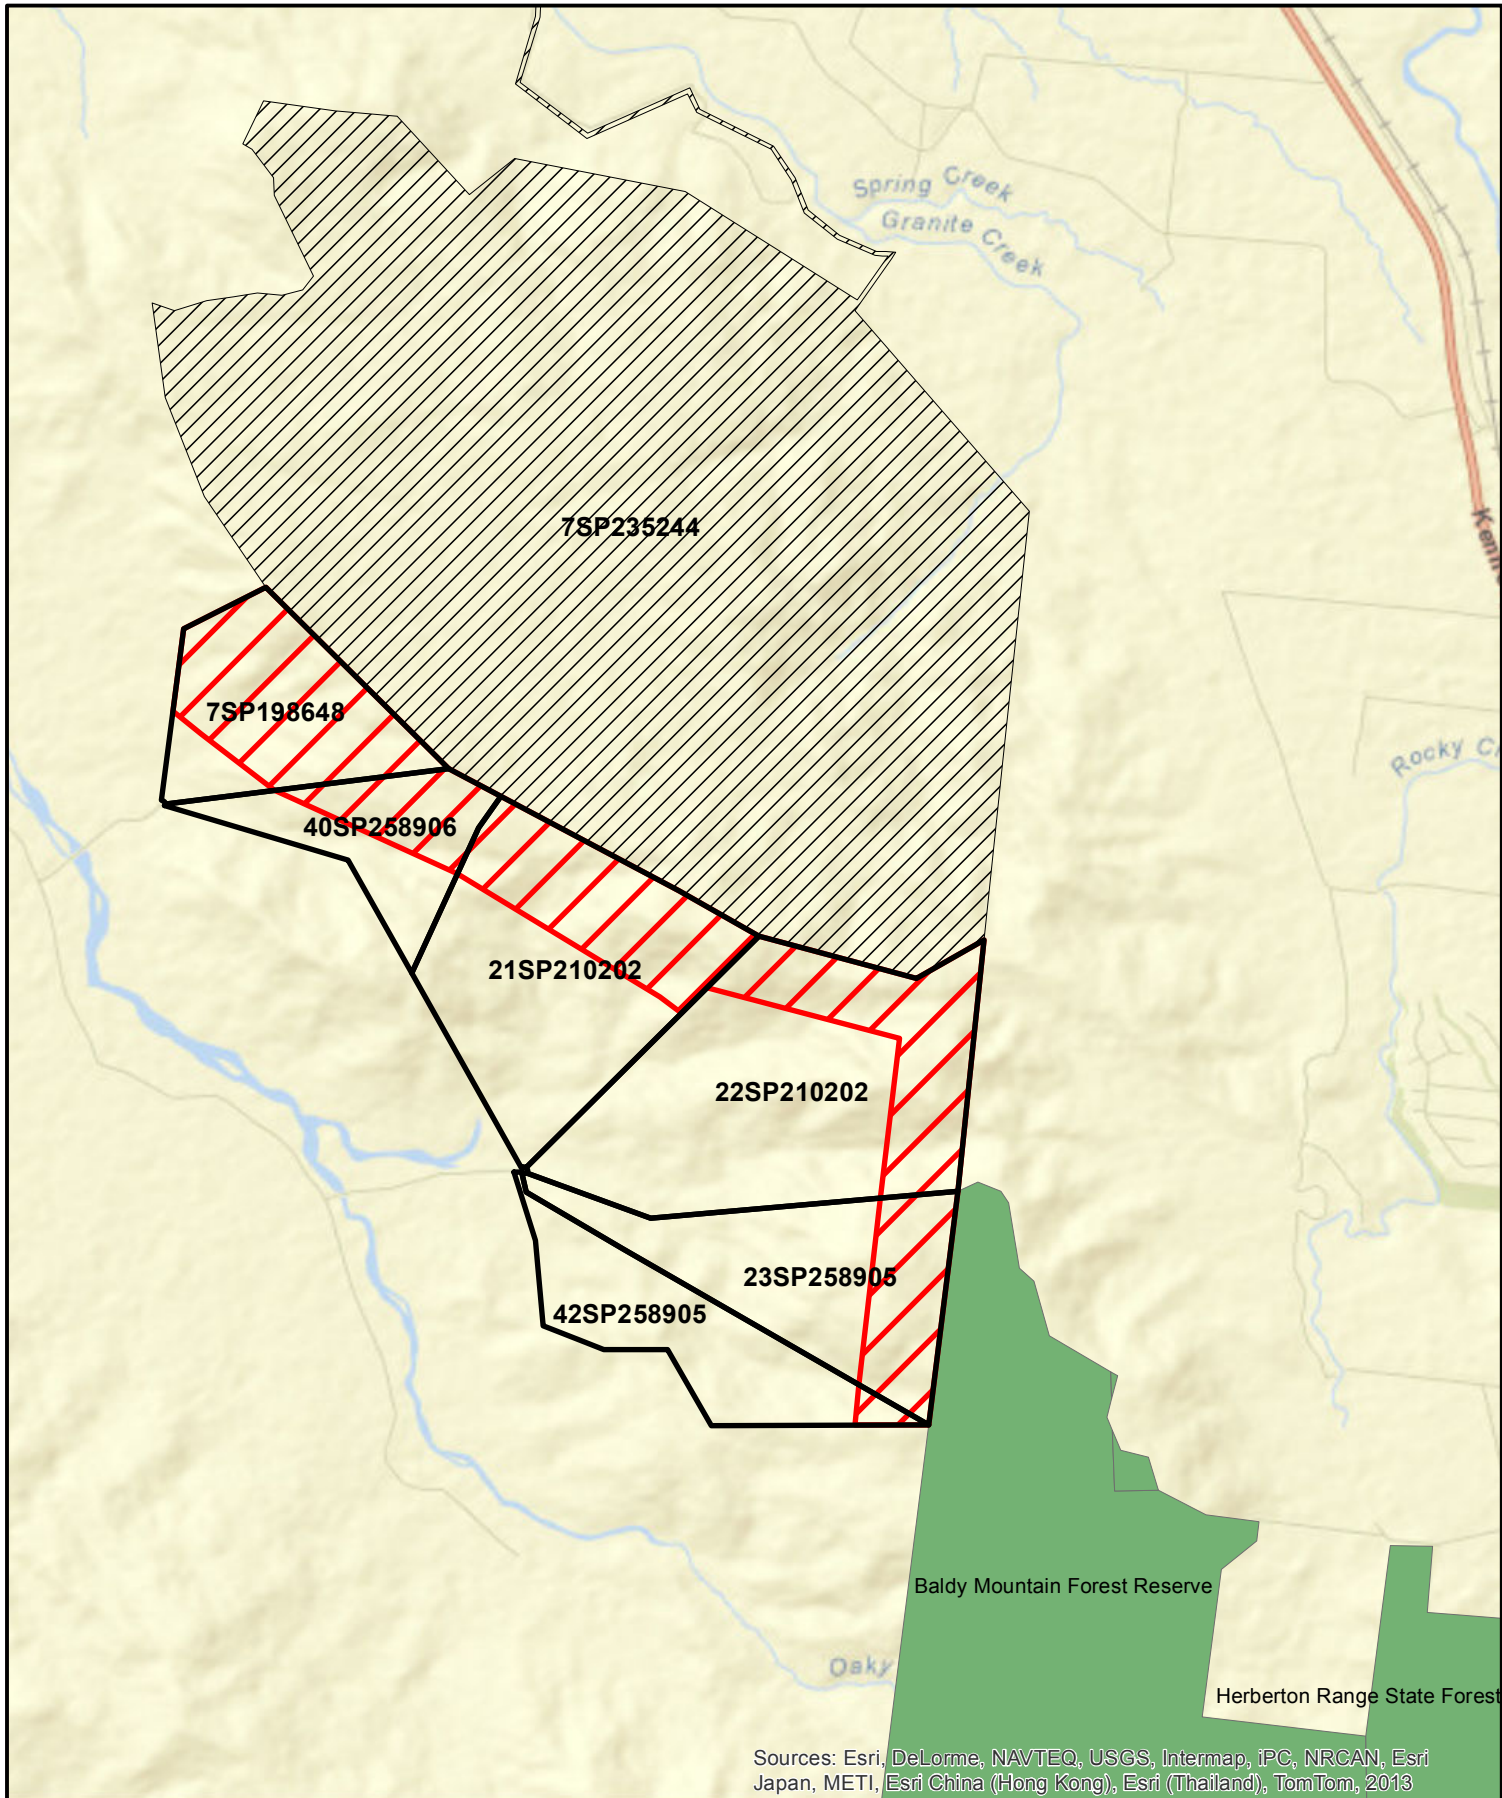 Spring Creek
Granite Creek
7SP235244
7SP198648
Rocky
40SP258906
21SP210202
22SP210202
23SP258905
42SP258905
Baldy Mountain Forest Reserve
Oaky
Herberton Range State Forest
Sources: Esri, DeLorme, NAVTEQ, USGS, Intermap, iPC, NRCAN, Esri
Japan, METI, Esri China (Hong Kong), Esri (Thailand), TomTom, 2013